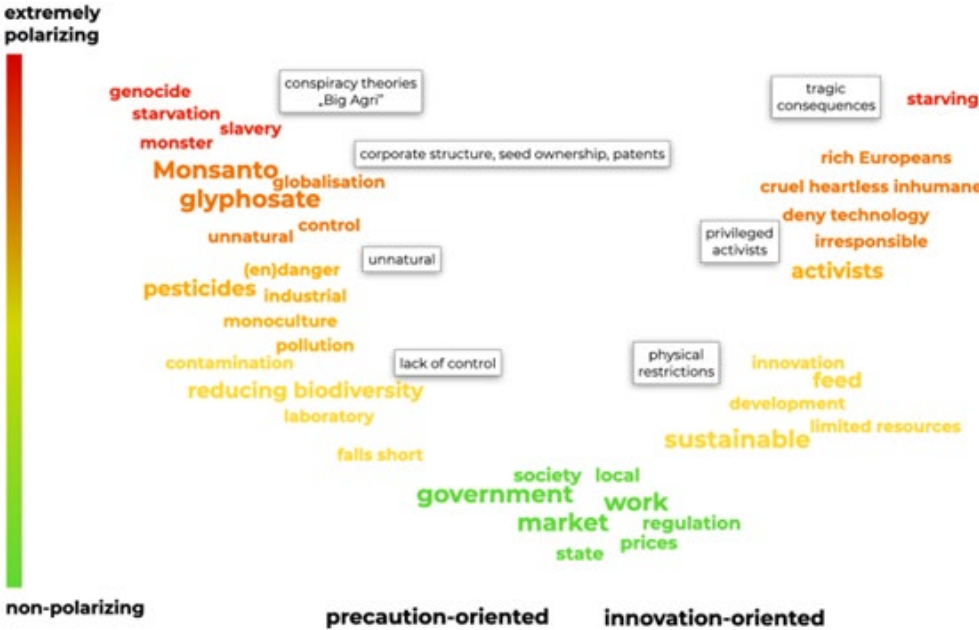 extremely
polarizing
genocide
starvation
slavery
monster
conspiracy theories
„Big Agri"
tragic
consequences
starving
corporate structure, seed ownership, patents
Monsanto
globalisation
glyphosate
control
unnatural
rich Europeans
cruel heartless inhumane
deny technology
privileged
activists
irresponsible
activists
unnatural
(en)danger
pesticides
industrial
monoculture
pollution
contamination
lack of control
reducing biodiversity
laboratory
falls short
physical
restrictions
innovation
feed
development
limited resources
sustainable
society
local
government
work
market
regulation
prices
state
non-polarizing
precaution-oriented
innovation-oriented